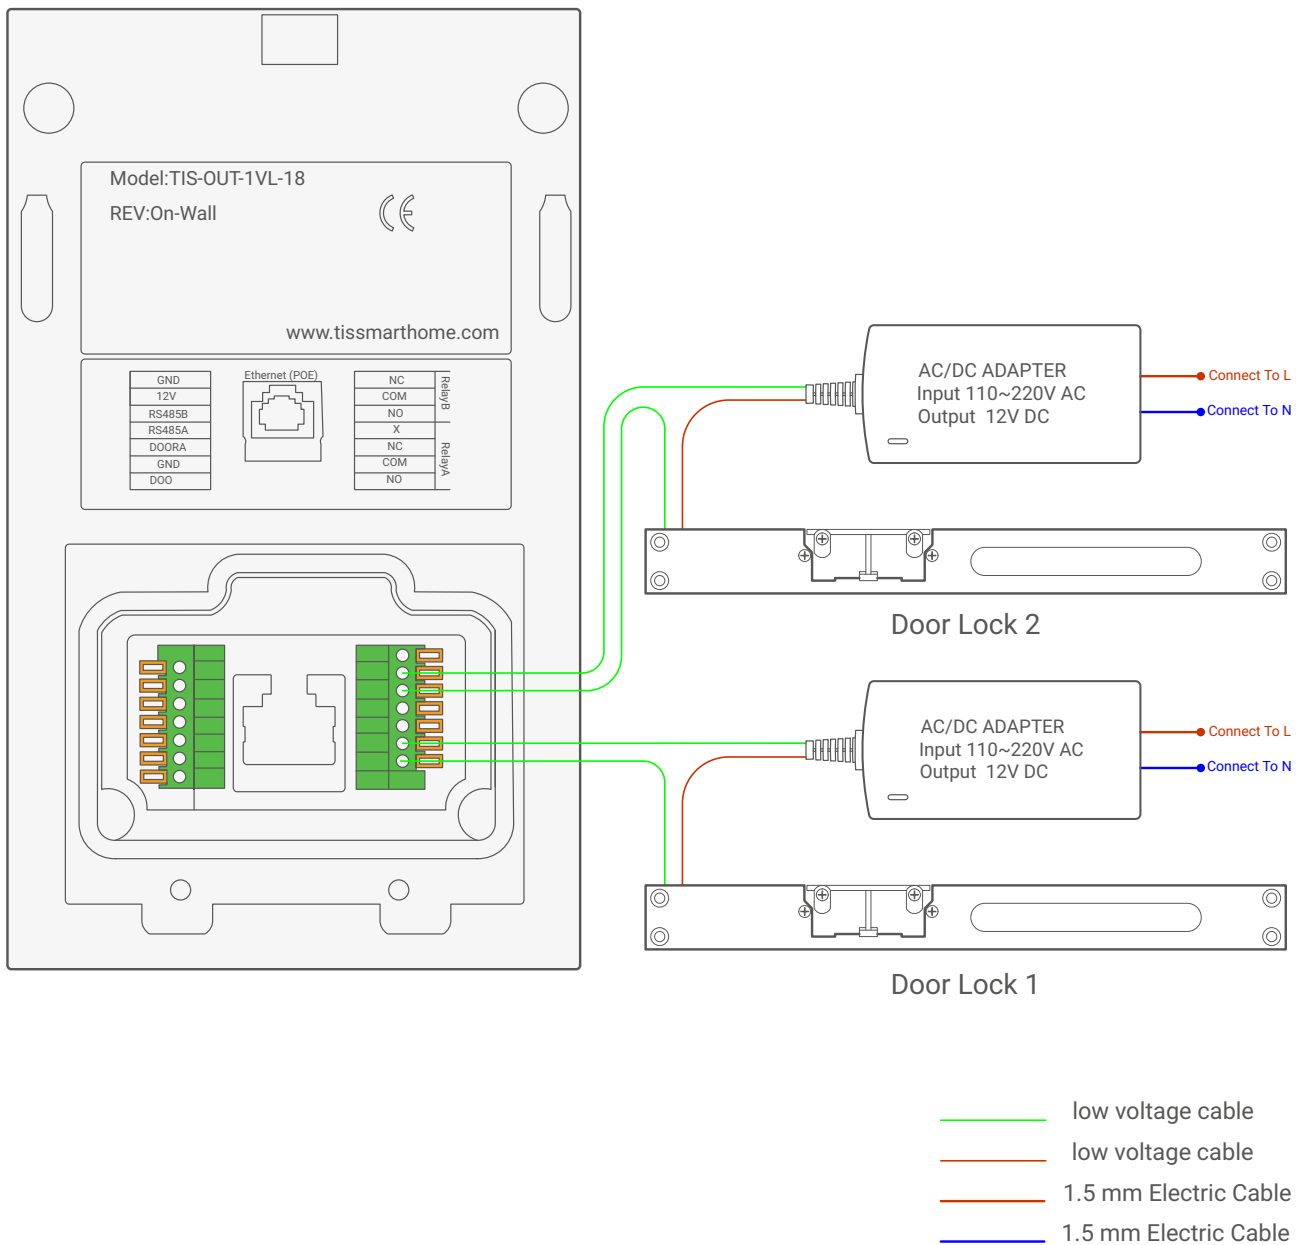 Model:TIS-OUT-1VL-18
REV:On-Wall
CE
www.tissmarthome.com
GND
12V
RS485B
RS485A
DOORA
GND
DOO
Ethernet (POE)
NC
COM
NO
X
NC
COM
NO
RelayB
RelayA
AC/DC ADAPTER
Input 110~220V AC
Output 12V DC
Connect To L
Connect To N
Door Lock 2
AC/DC ADAPTER
Input 110~220V AC
Output 12V DC
Connect To L
Connect To N
Door Lock 1
low voltage cable
low voltage cable
1.5 mm Electric Cable
1.5 mm Electric Cable